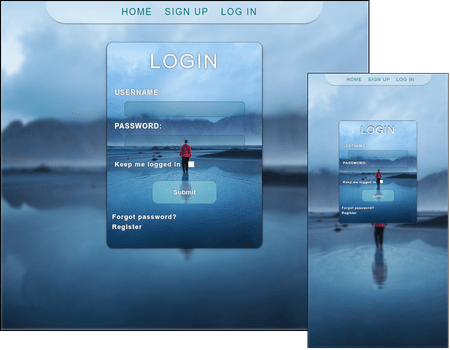 HOME SIGN UP LOG IN
LOGIN
USERNAME
PASSWORD:
Keep me logged in
Submit
Forgot password?
Register
HOME SIGN UP LOG IN
LOGIN
USERNAME
PASSWORD:
Keep me logged in
Forgot password?
Register